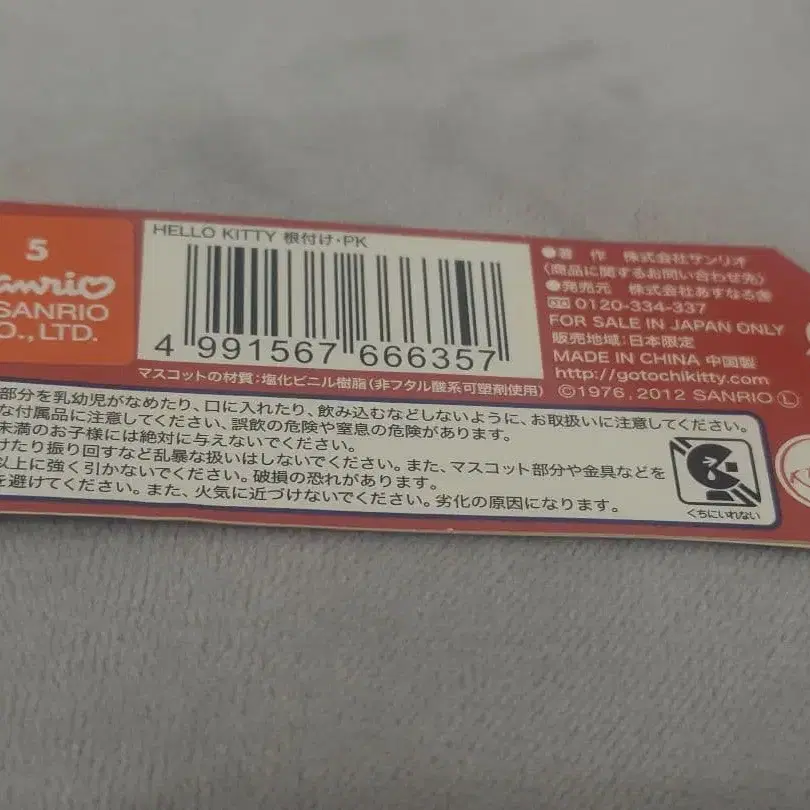 5
Sanrio
SANRIO
CO.,LTD.
HELLO KITTY 根付け・PK
4 991567 666357
マスコットの材質：塩化ビニル樹脂（非フタル酸系可塑剤使用）
●著　作　株式会社サンリオ
〈商品に関するお問い合わせ先〉
●発売元　株式会社あすなろ舎
0120-334-337
FOR SALE IN JAPAN ONLY
販売地域：日本限定
MADE IN CHINA 中国製
http://gotochikitty.com
©1976, 2012 SANRIO Ⓛ
部分を乳幼児がなめたり、口に入れたり、飲み込むなどしないように、お取扱いに注意してください。
な付属品に注意してください。誤飲の危険や窒息の危険があります。
未満のお子様には絶対に与えないでください。
けたり振り回すなど乱暴な扱いはしないでください。また、マスコット部分や金具などを
以上に強く引かないでください。破損の恐れがあります。
を避けてください。また、火気に近づけないでください。劣化の原因になります。
くちにいれない